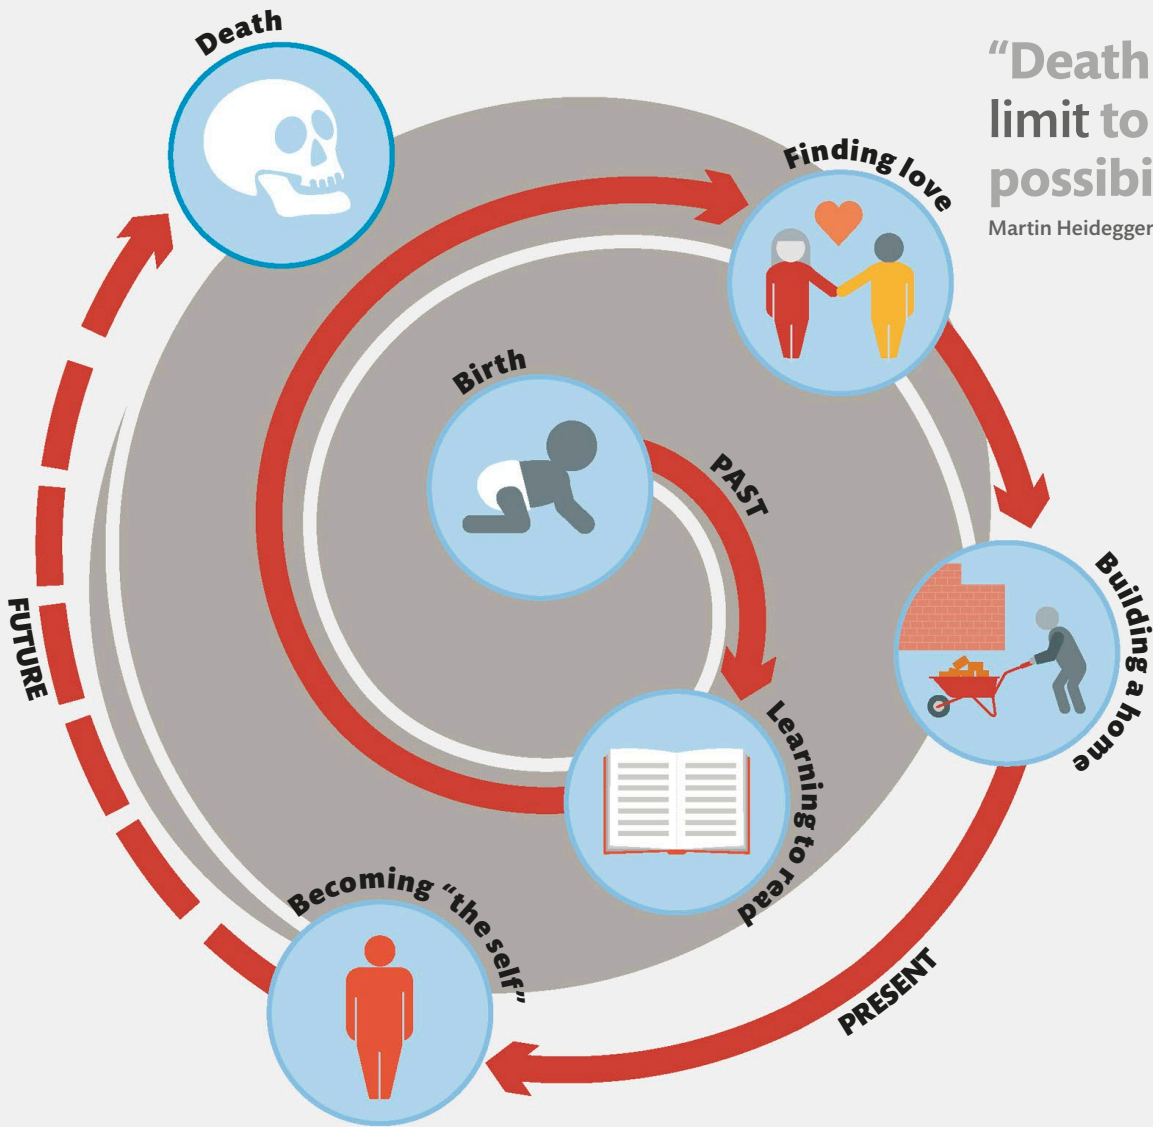 Death
"Death
limit to
possibi
Martin Heidegger
Finding love
Birth
PAST
Building a home
FUTURE
Learning to read
Becoming "the self"
PRESENT